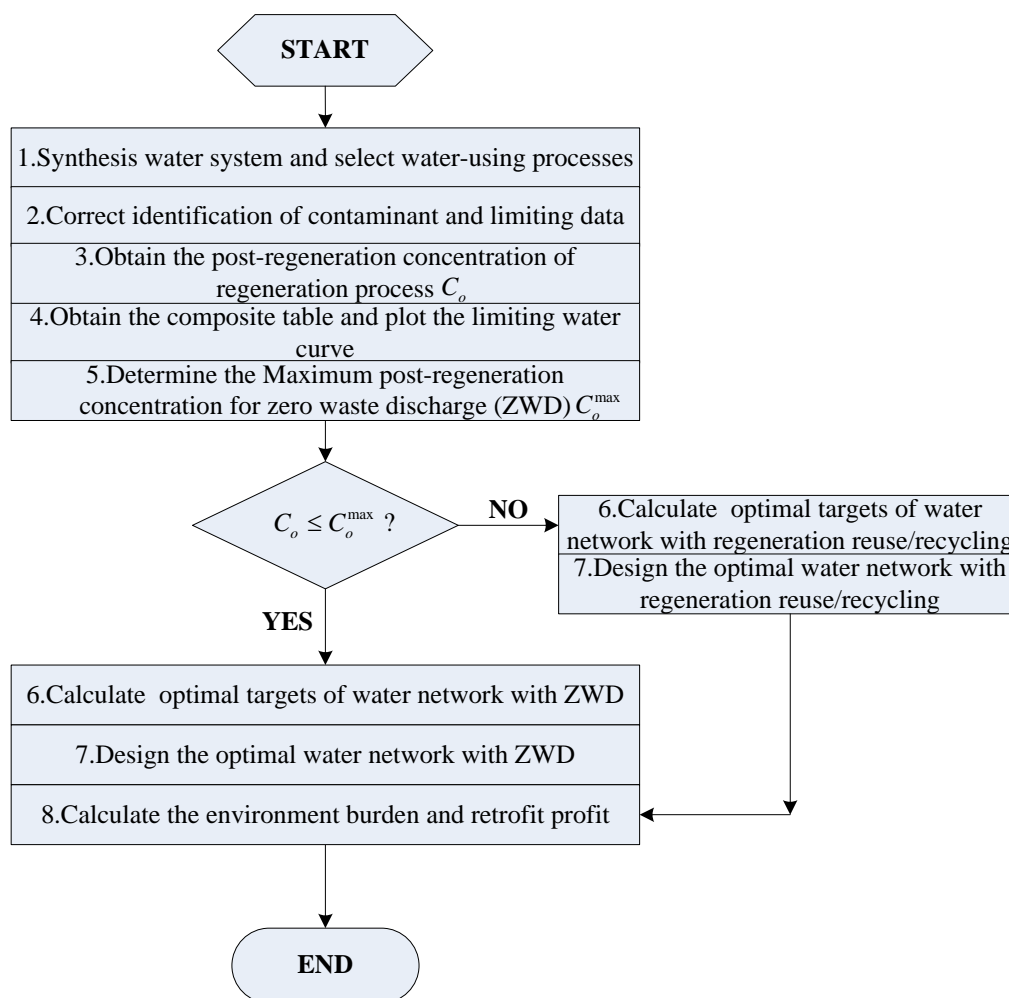 START
1.Synthesis water system and select water-using processes
2.Correct identification of contaminant and limiting data
3.Obtain the post-regeneration concentration of
regeneration process C_o
4.Obtain the composite table and plot the limiting water
curve
5.Determine the Maximum post-regeneration
concentration for zero waste discharge (ZWD) C_o^max
C_o ≤ C_o^max ?
NO
6.Calculate optimal targets of water
network with regeneration reuse/recycling
7.Design the optimal water network with
regeneration reuse/recycling
YES
6.Calculate optimal targets of water network with ZWD
7.Design the optimal water network with ZWD
8.Calculate the environment burden and retrofit profit
END